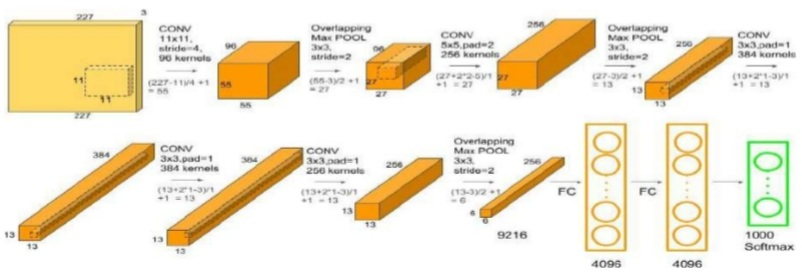 227
3
11
11
227
CONV
11x11,
stride=4,
96 kernels
(227-11)/4 +1
= 55
96
55
55
Overlapping
Max POOL
3x3,
stride=2
(55-3)/2 +1
= 27
96
27
27
CONV
5x5,pad=2
256 kernels
(27+2*2-5)/1
+1 = 27
256
27
27
Overlapping
Max POOL
3x3,
stride=2
(27-3)/2 +1
= 13
256
13
13
CONV
3x3,pad=1
384 kernels
(13+2*1-3)/1
+1 = 13
384
13
13
CONV
3x3,pad=1
384 kernels
(13+2*1-3)/1
+1 = 13
384
13
13
CONV
3x3,pad=1
256 kernels
(13+2*1-3)/1
+1 = 13
256
13
13
Overlapping
Max POOL
3x3,
stride=2
(13-3)/2 +1
= 6
256
6
6
9216
FC
4096
FC
4096
1000
Softmax